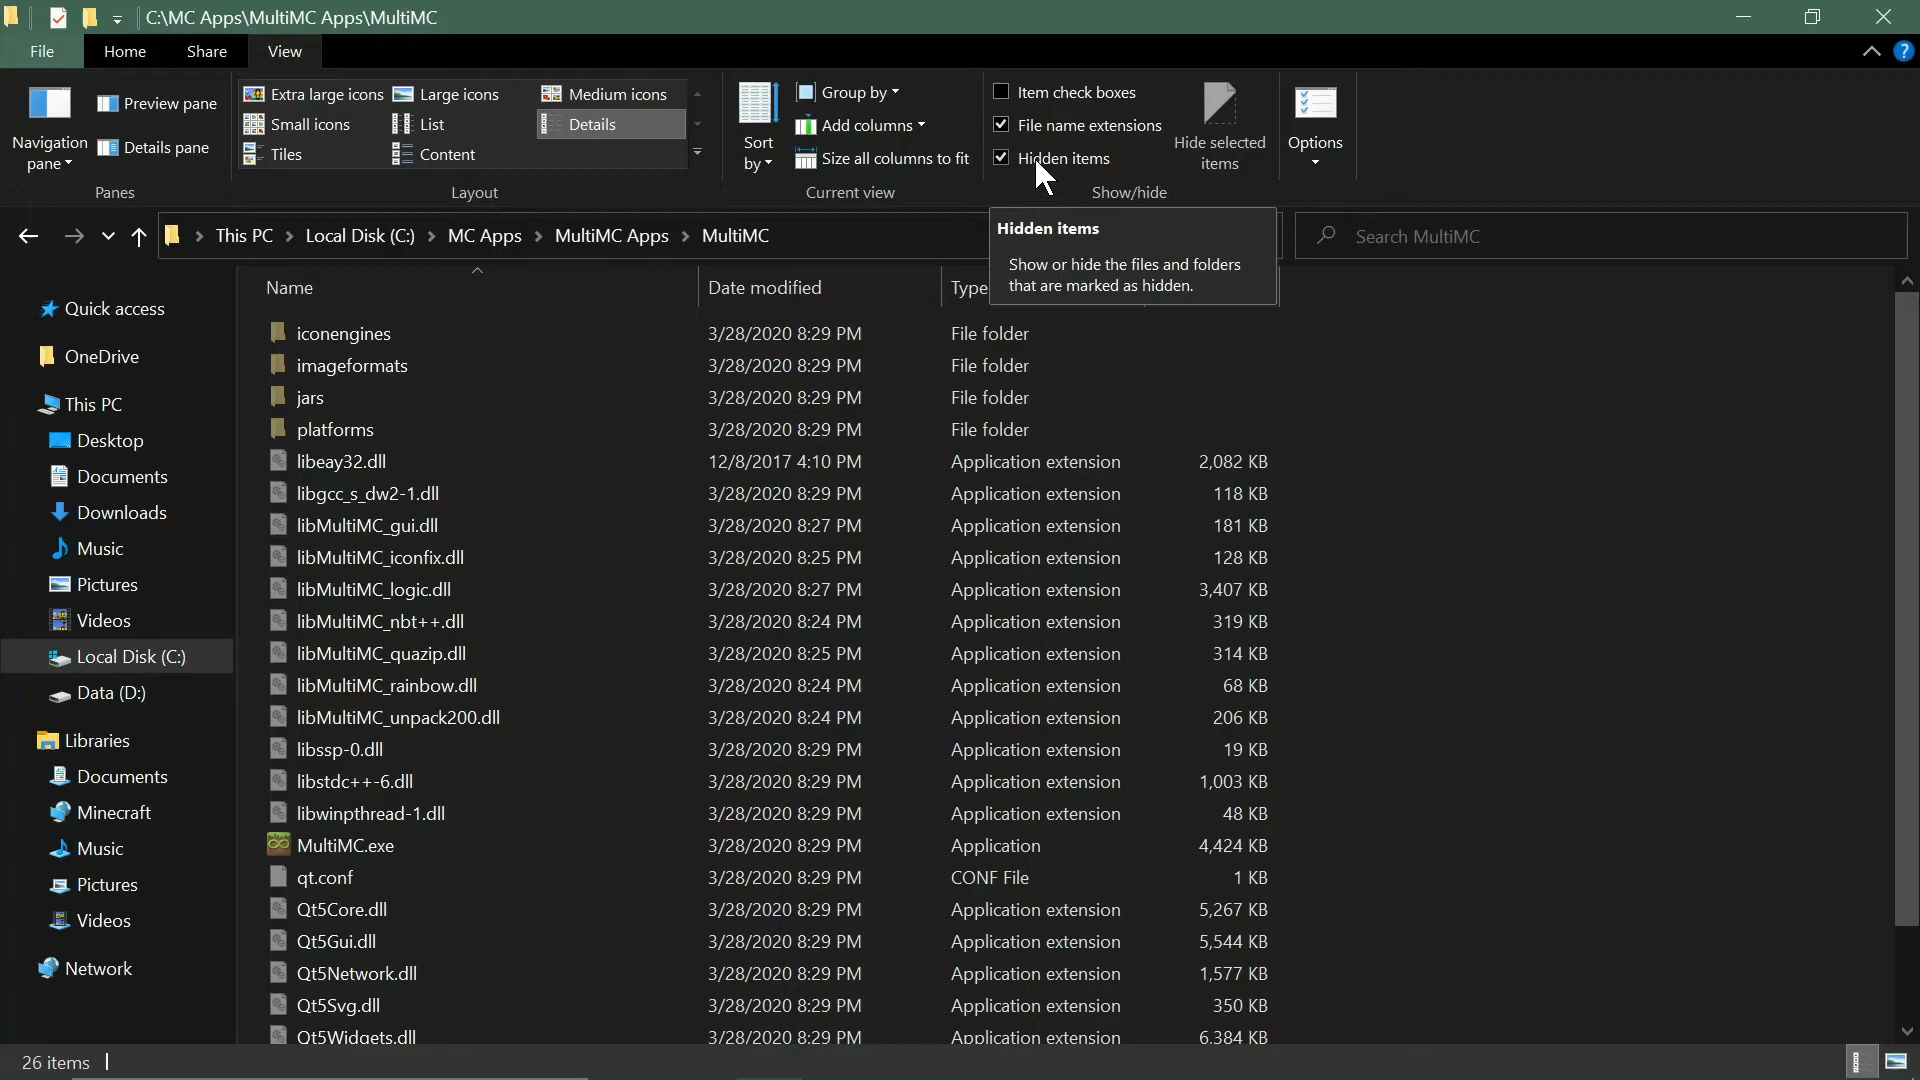 C:\MC Apps\MultiMC Apps\MultiMC
File Home Share View
Navigation pane
Preview pane
Details pane
Panes
Extra large icons Large icons Medium icons
Small icons List Details
Tiles Content
Layout
Sort by
Group by
Add columns
Size all columns to fit
Current view
Item check boxes
File name extensions
Hidden items
Hide selected items
Show/hide
Options
This PC > Local Disk (C:) > MC Apps > MultiMC Apps > MultiMC
Search MultiMC
Hidden items
Show or hide the files and folders
that are marked as hidden.
Quick access
OneDrive
This PC
Desktop
Documents
Downloads
Music
Pictures
Videos
Local Disk (C:)
Data (D:)
Libraries
Documents
Minecraft
Music
Pictures
Videos
Network
Name Date modified Type
iconengines 3/28/2020 8:29 PM File folder
imageformats 3/28/2020 8:29 PM File folder
jars 3/28/2020 8:29 PM File folder
platforms 3/28/2020 8:29 PM File folder
libeay32.dll 12/8/2017 4:10 PM Application extension 2,082 KB
libgcc_s_dw2-1.dll 3/28/2020 8:29 PM Application extension 118 KB
libMultiMC_gui.dll 3/28/2020 8:27 PM Application extension 181 KB
libMultiMC_iconfix.dll 3/28/2020 8:25 PM Application extension 128 KB
libMultiMC_logic.dll 3/28/2020 8:27 PM Application extension 3,407 KB
libMultiMC_nbt++.dll 3/28/2020 8:24 PM Application extension 319 KB
libMultiMC_quazip.dll 3/28/2020 8:25 PM Application extension 314 KB
libMultiMC_rainbow.dll 3/28/2020 8:24 PM Application extension 68 KB
libMultiMC_unpack200.dll 3/28/2020 8:24 PM Application extension 206 KB
libssp-0.dll 3/28/2020 8:29 PM Application extension 19 KB
libstdc++-6.dll 3/28/2020 8:29 PM Application extension 1,003 KB
libwinpthread-1.dll 3/28/2020 8:29 PM Application extension 48 KB
MultiMC.exe 3/28/2020 8:29 PM Application 4,424 KB
qt.conf 3/28/2020 8:29 PM CONF File 1 KB
Qt5Core.dll 3/28/2020 8:29 PM Application extension 5,267 KB
Qt5Gui.dll 3/28/2020 8:29 PM Application extension 5,544 KB
Qt5Network.dll 3/28/2020 8:29 PM Application extension 1,577 KB
Qt5Svg.dll 3/28/2020 8:29 PM Application extension 350 KB
Qt5Widgets.dll 3/28/2020 8:29 PM Application extension 6,384 KB
26 items